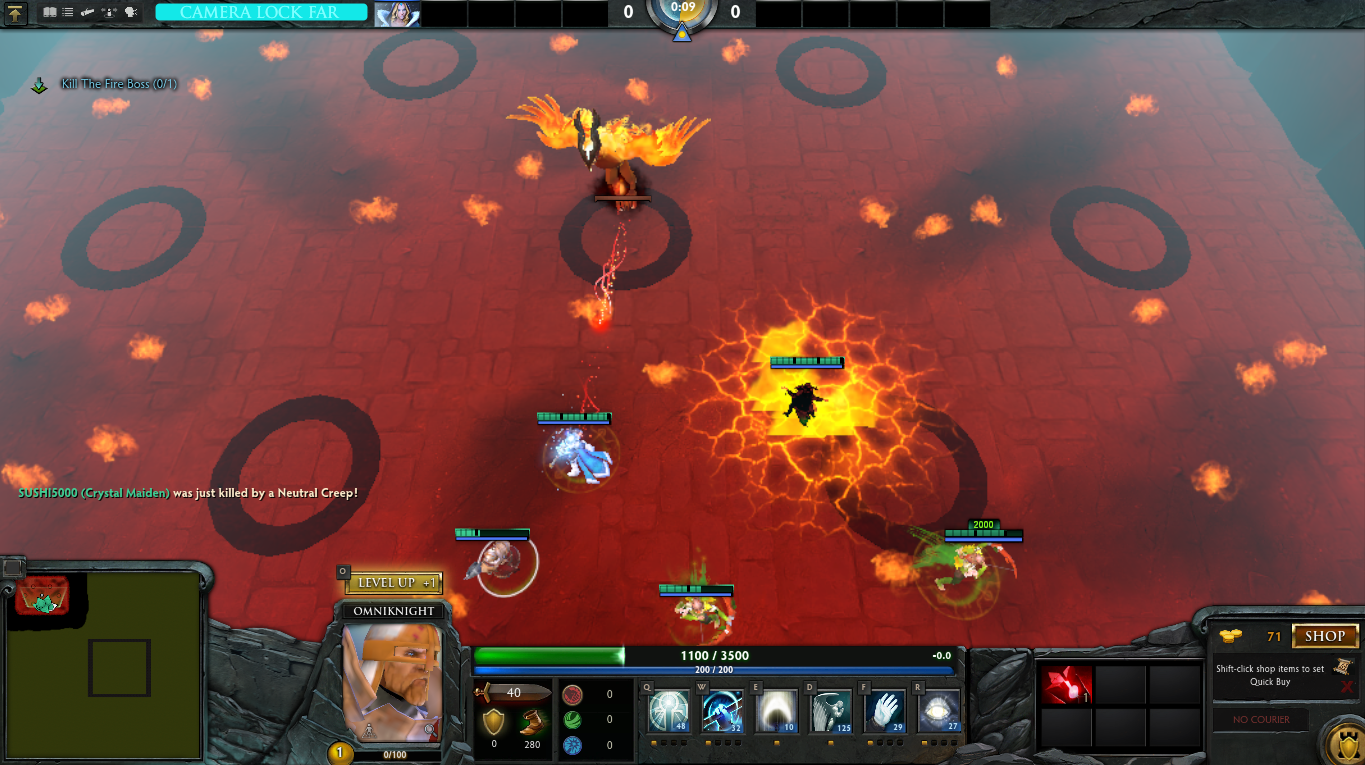 CAMERA LOCK FAR
0
0:09
0
Kill The Fire Boss (0/1)
2000
SUSHI5000 (Crystal Maiden) was just killed by a Neutral Creep!
O
LEVEL UP +1
OMNIKNIGHT
1
0/100
1100 / 3500
-0.0
200 / 200
40
0
280
0
0
0
Q
48
W
32
E
10
D
125
F
29
R
27
1
71
SHOP
Shift-click shop items to set
Quick Buy
NO COURIER